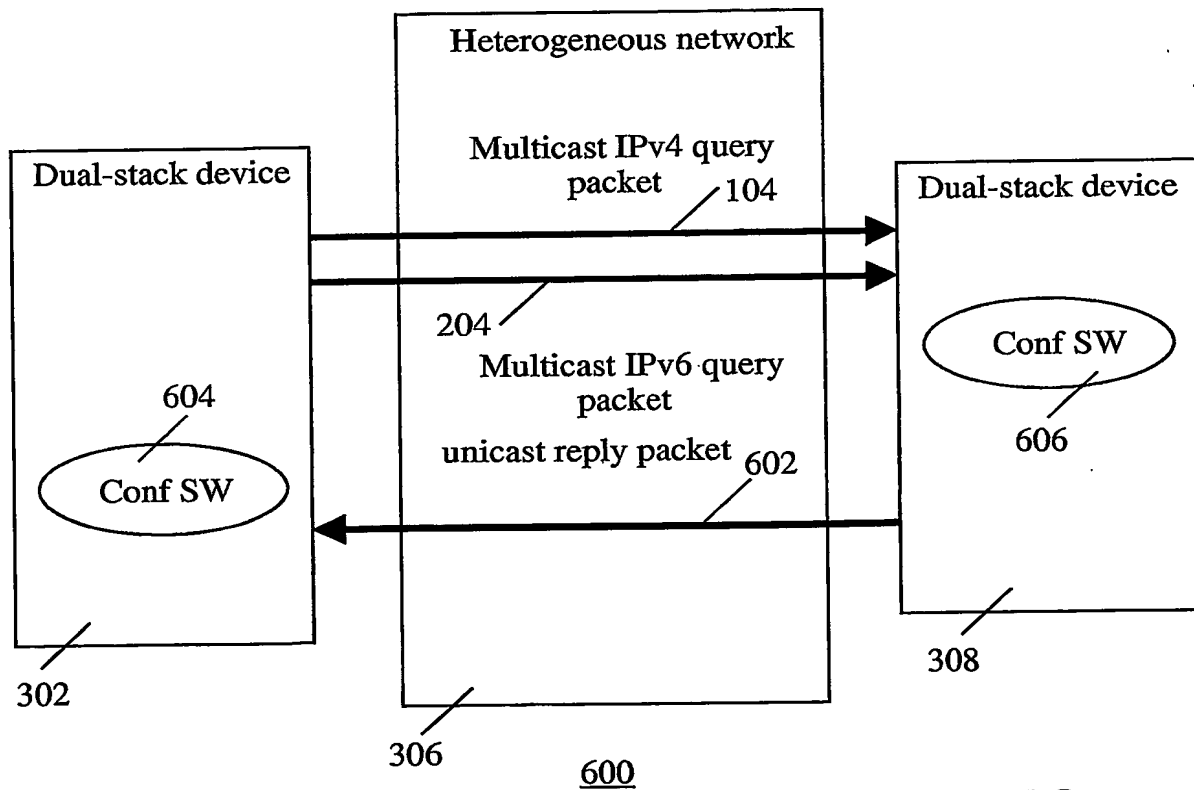 Heterogeneous network
Multicast IPv4 query
packet
104
Dual-stack device
Dual-stack device
204
Multicast IPv6 query
packet
Conf SW
606
604
Conf SW
unicast reply packet
602
302
308
306
600